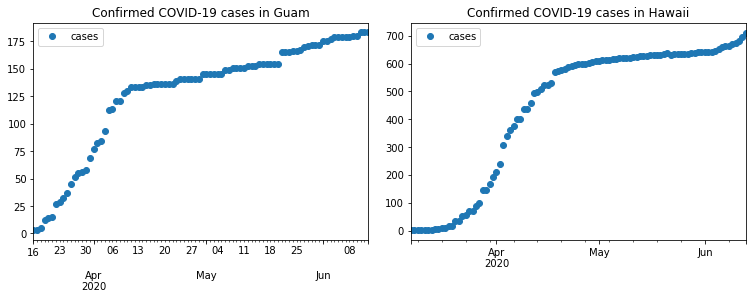 Confirmed COVID-19 cases in Guam
cases
175
150
125
100
75
50
25
0
16 23 30 06 13 20 27 04 11 18 25 08
Apr May Jun
2020
Confirmed COVID-19 cases in Hawaii
cases
700
600
500
400
300
200
100
0
Apr May Jun
2020